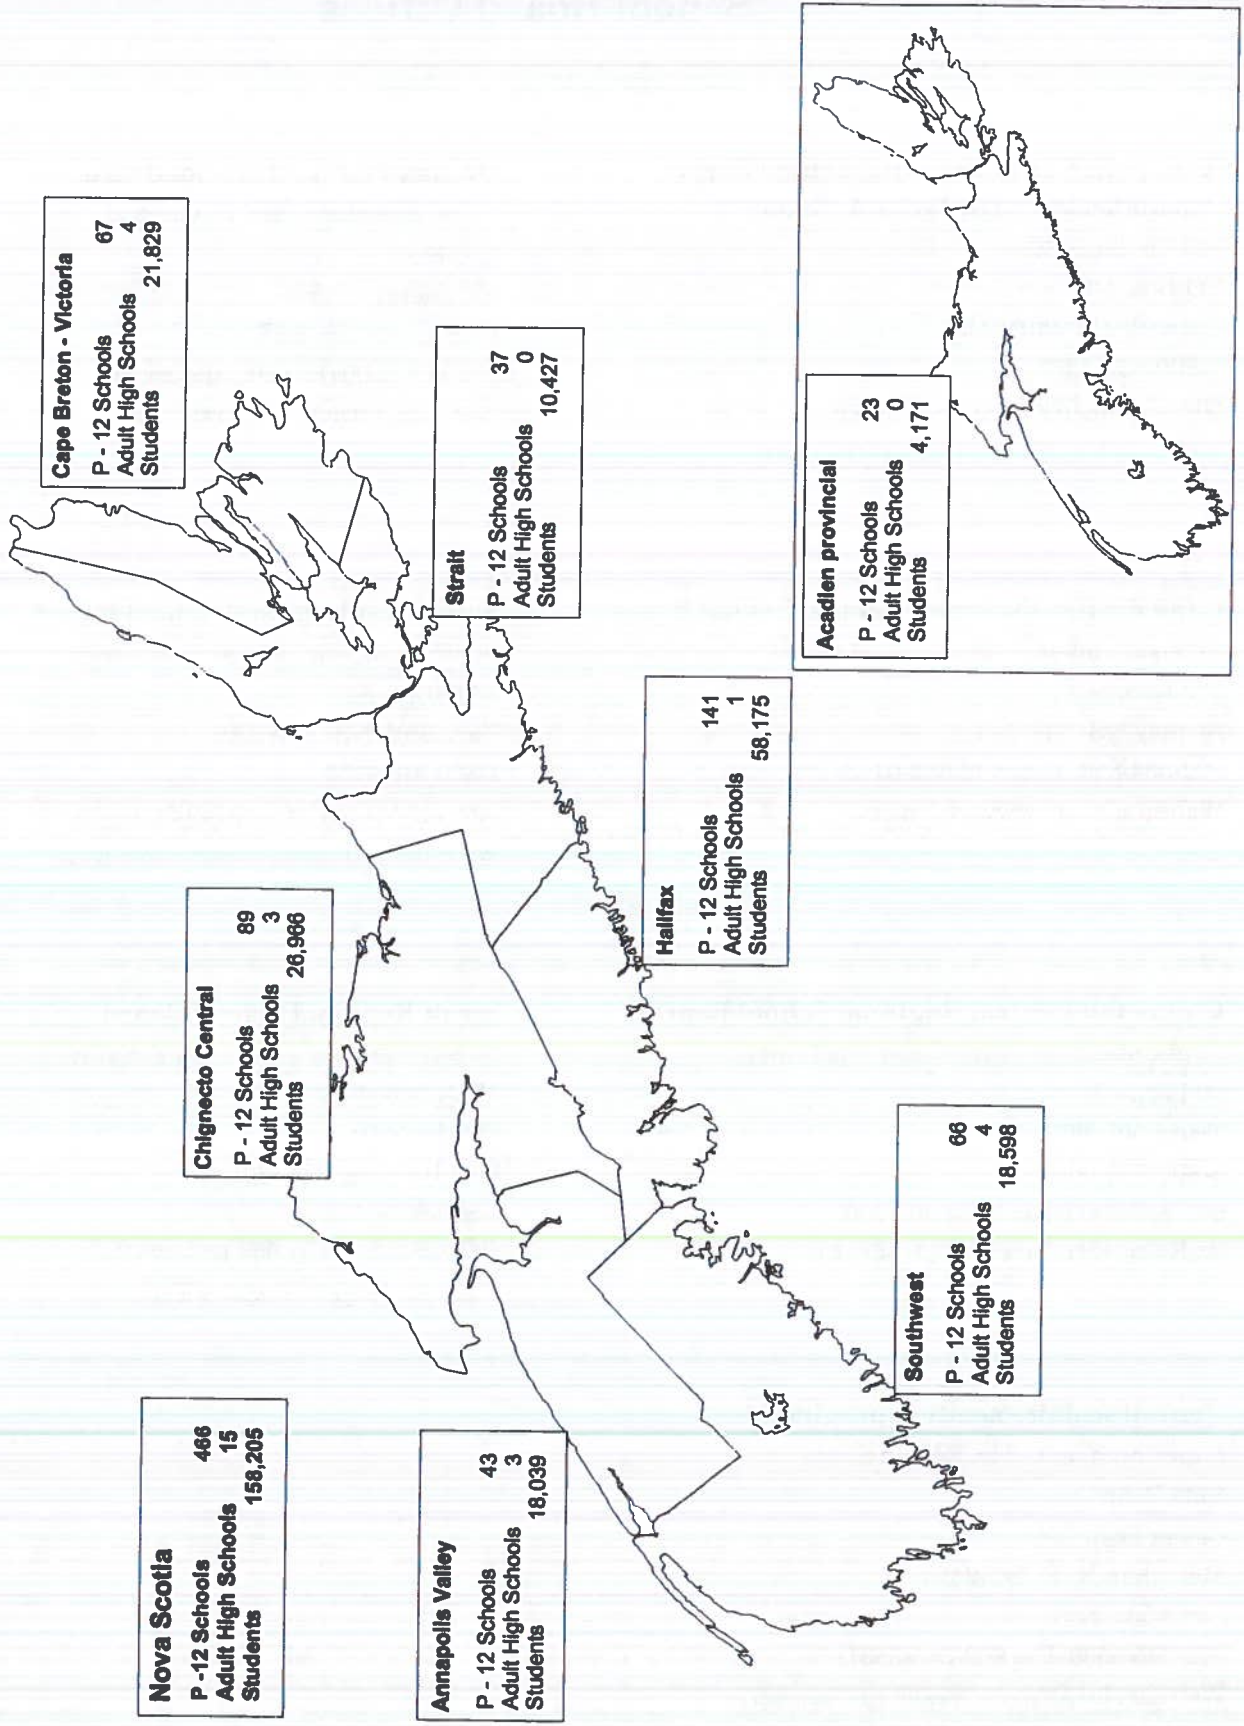 Nova Scotia
P - 12 Schools 466
Adult High Schools 15
Students 158,205
Annapolis Valley
P - 12 Schools 43
Adult High Schools 3
Students 18,039
Chignecto Central
P - 12 Schools 89
Adult High Schools 3
Students 26,966
Cape Breton - Victoria
P - 12 Schools 67
Adult High Schools 4
Students 21,829
Strait
P - 12 Schools 37
Adult High Schools 0
Students 10,427
Halifax
P - 12 Schools 141
Adult High Schools 1
Students 58,175
Southwest
P - 12 Schools 66
Adult High Schools 4
Students 18,598
Acadien provincial
P - 12 Schools 23
Adult High Schools 0
Students 4,171